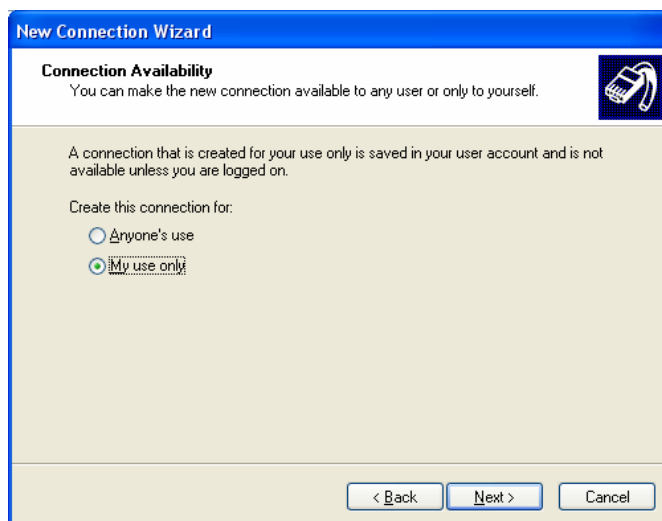 New Connection Wizard
Connection Availability
You can make the new connection available to any user or only to yourself.
A connection that is created for your use only is saved in your user account and is not
available unless you are logged on.
Create this connection for:
Anyone's use
My use only
< Back
Next >
Cancel